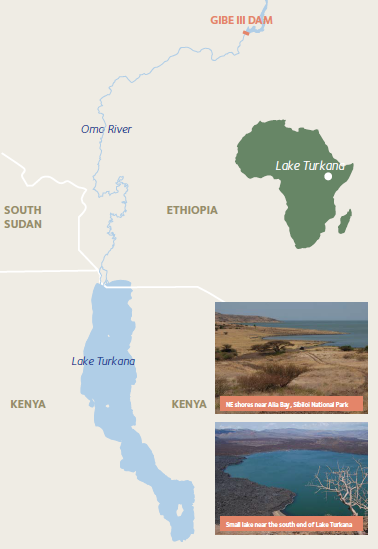 GIBE III DAM
Omo River
Lake Turkana
SOUTH
SUDAN
ETHIOPIA
Lake Turkana
KENYA
KENYA
NE shores near Alia Bay, Sibiloi National Park
Small lake near the south end of Lake Turkana